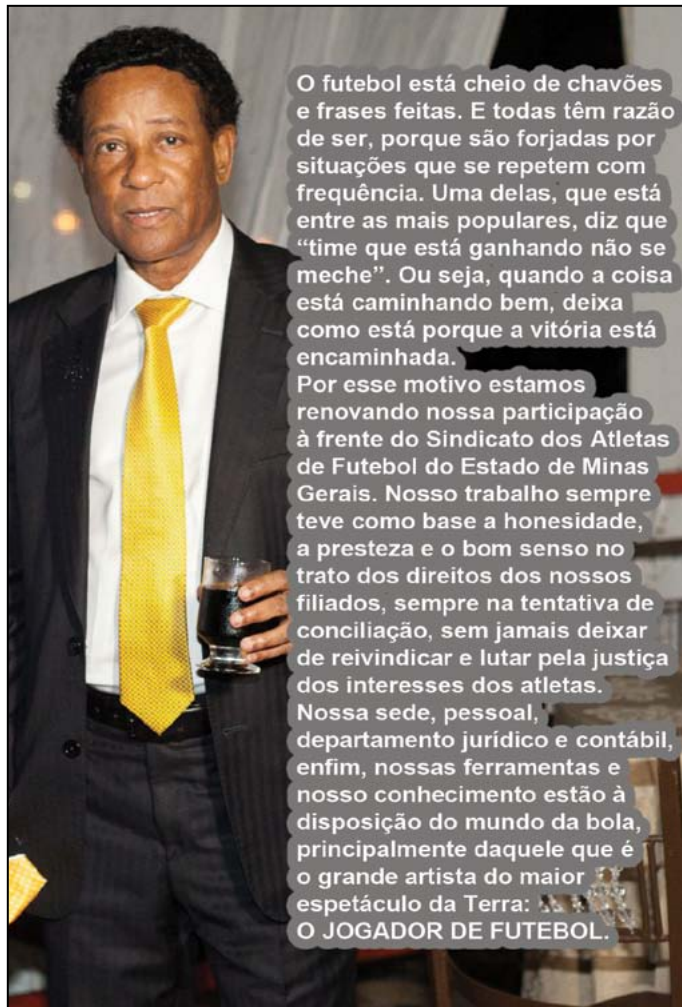 O futebol está cheio de chavões
e frases feitas. E todas têm razão
de ser, porque são forjadas por
situações que se repetem com
frequência. Uma delas, que está
entre as mais populares, diz que
“time que está ganhando não se
meche”. Ou seja, quando a coisa
está caminhando bem, deixa
como está porque a vitória está
encaminhada.
Por esse motivo estamos
renovando nossa participação
à frente do Sindicato dos Atletas
de Futebol do Estado de Minas
Gerais. Nosso trabalho sempre
teve como base a honesidade,
a presteza e o bom senso no
trato dos direitos dos nossos
filiados, sempre na tentativa de
conciliação, sem jamais deixar
de reivindicar e lutar pela justiça
dos interesses dos atletas.
Nossa sede, pessoal,
departamento jurídico e contábil,
enfim, nossas ferramentas e
nosso conhecimento estão à
disposição do mundo da bola,
principalmente daquele que é
o grande artista do maior
espetáculo da Terra:
O JOGADOR DE FUTEBOL.